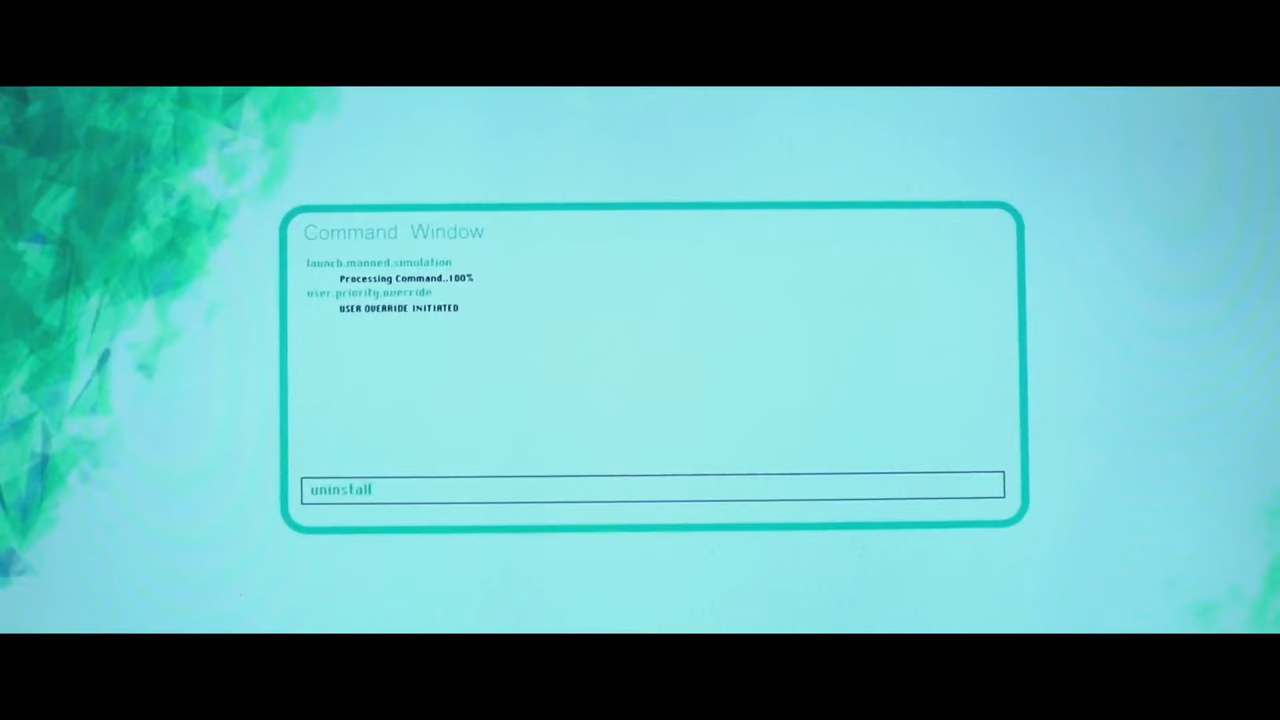 Command Window
launch.manned.simulation
Processing Command..100%
user.priority.override
USER OVERRIDE INITIATED
uninstall